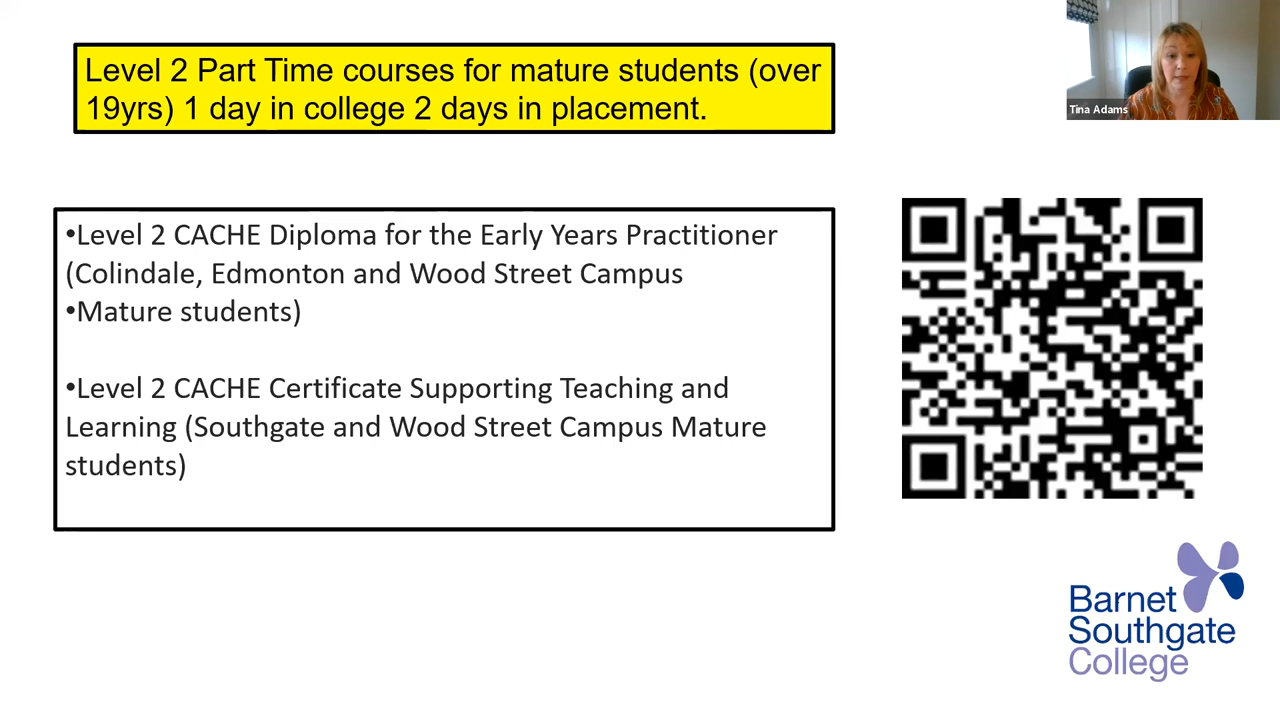 Level 2 Part Time courses for mature students (over
19yrs) 1 day in college 2 days in placement.
Tina Adams
•Level 2 CACHE Diploma for the Early Years Practitioner
(Colindale, Edmonton and Wood Street Campus
•Mature students)
•Level 2 CACHE Certificate Supporting Teaching and
Learning (Southgate and Wood Street Campus Mature
students)
Barnet
Southgate
College